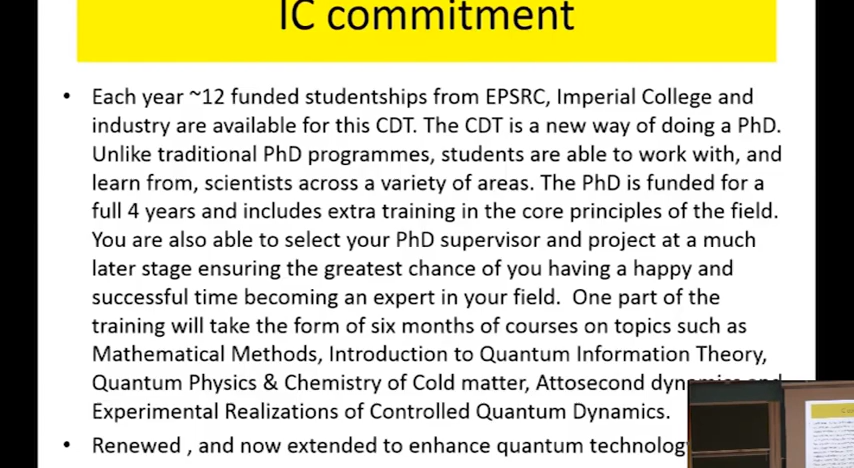 IC commitment
• Each year ~12 funded studentships from EPSRC, Imperial College and
industry are available for this CDT. The CDT is a new way of doing a PhD.
Unlike traditional PhD programmes, students are able to work with, and
learn from, scientists across a variety of areas. The PhD is funded for a
full 4 years and includes extra training in the core principles of the field.
You are also able to select your PhD supervisor and project at a much
later stage ensuring the greatest chance of you having a happy and
successful time becoming an expert in your field.  One part of the
training will take the form of six months of courses on topics such as
Mathematical Methods, Introduction to Quantum Information Theory,
Quantum Physics & Chemistry of Cold matter, Attosecond dynamics and
Experimental Realizations of Controlled Quantum Dynamics.
• Renewed , and now extended to enhance quantum technology